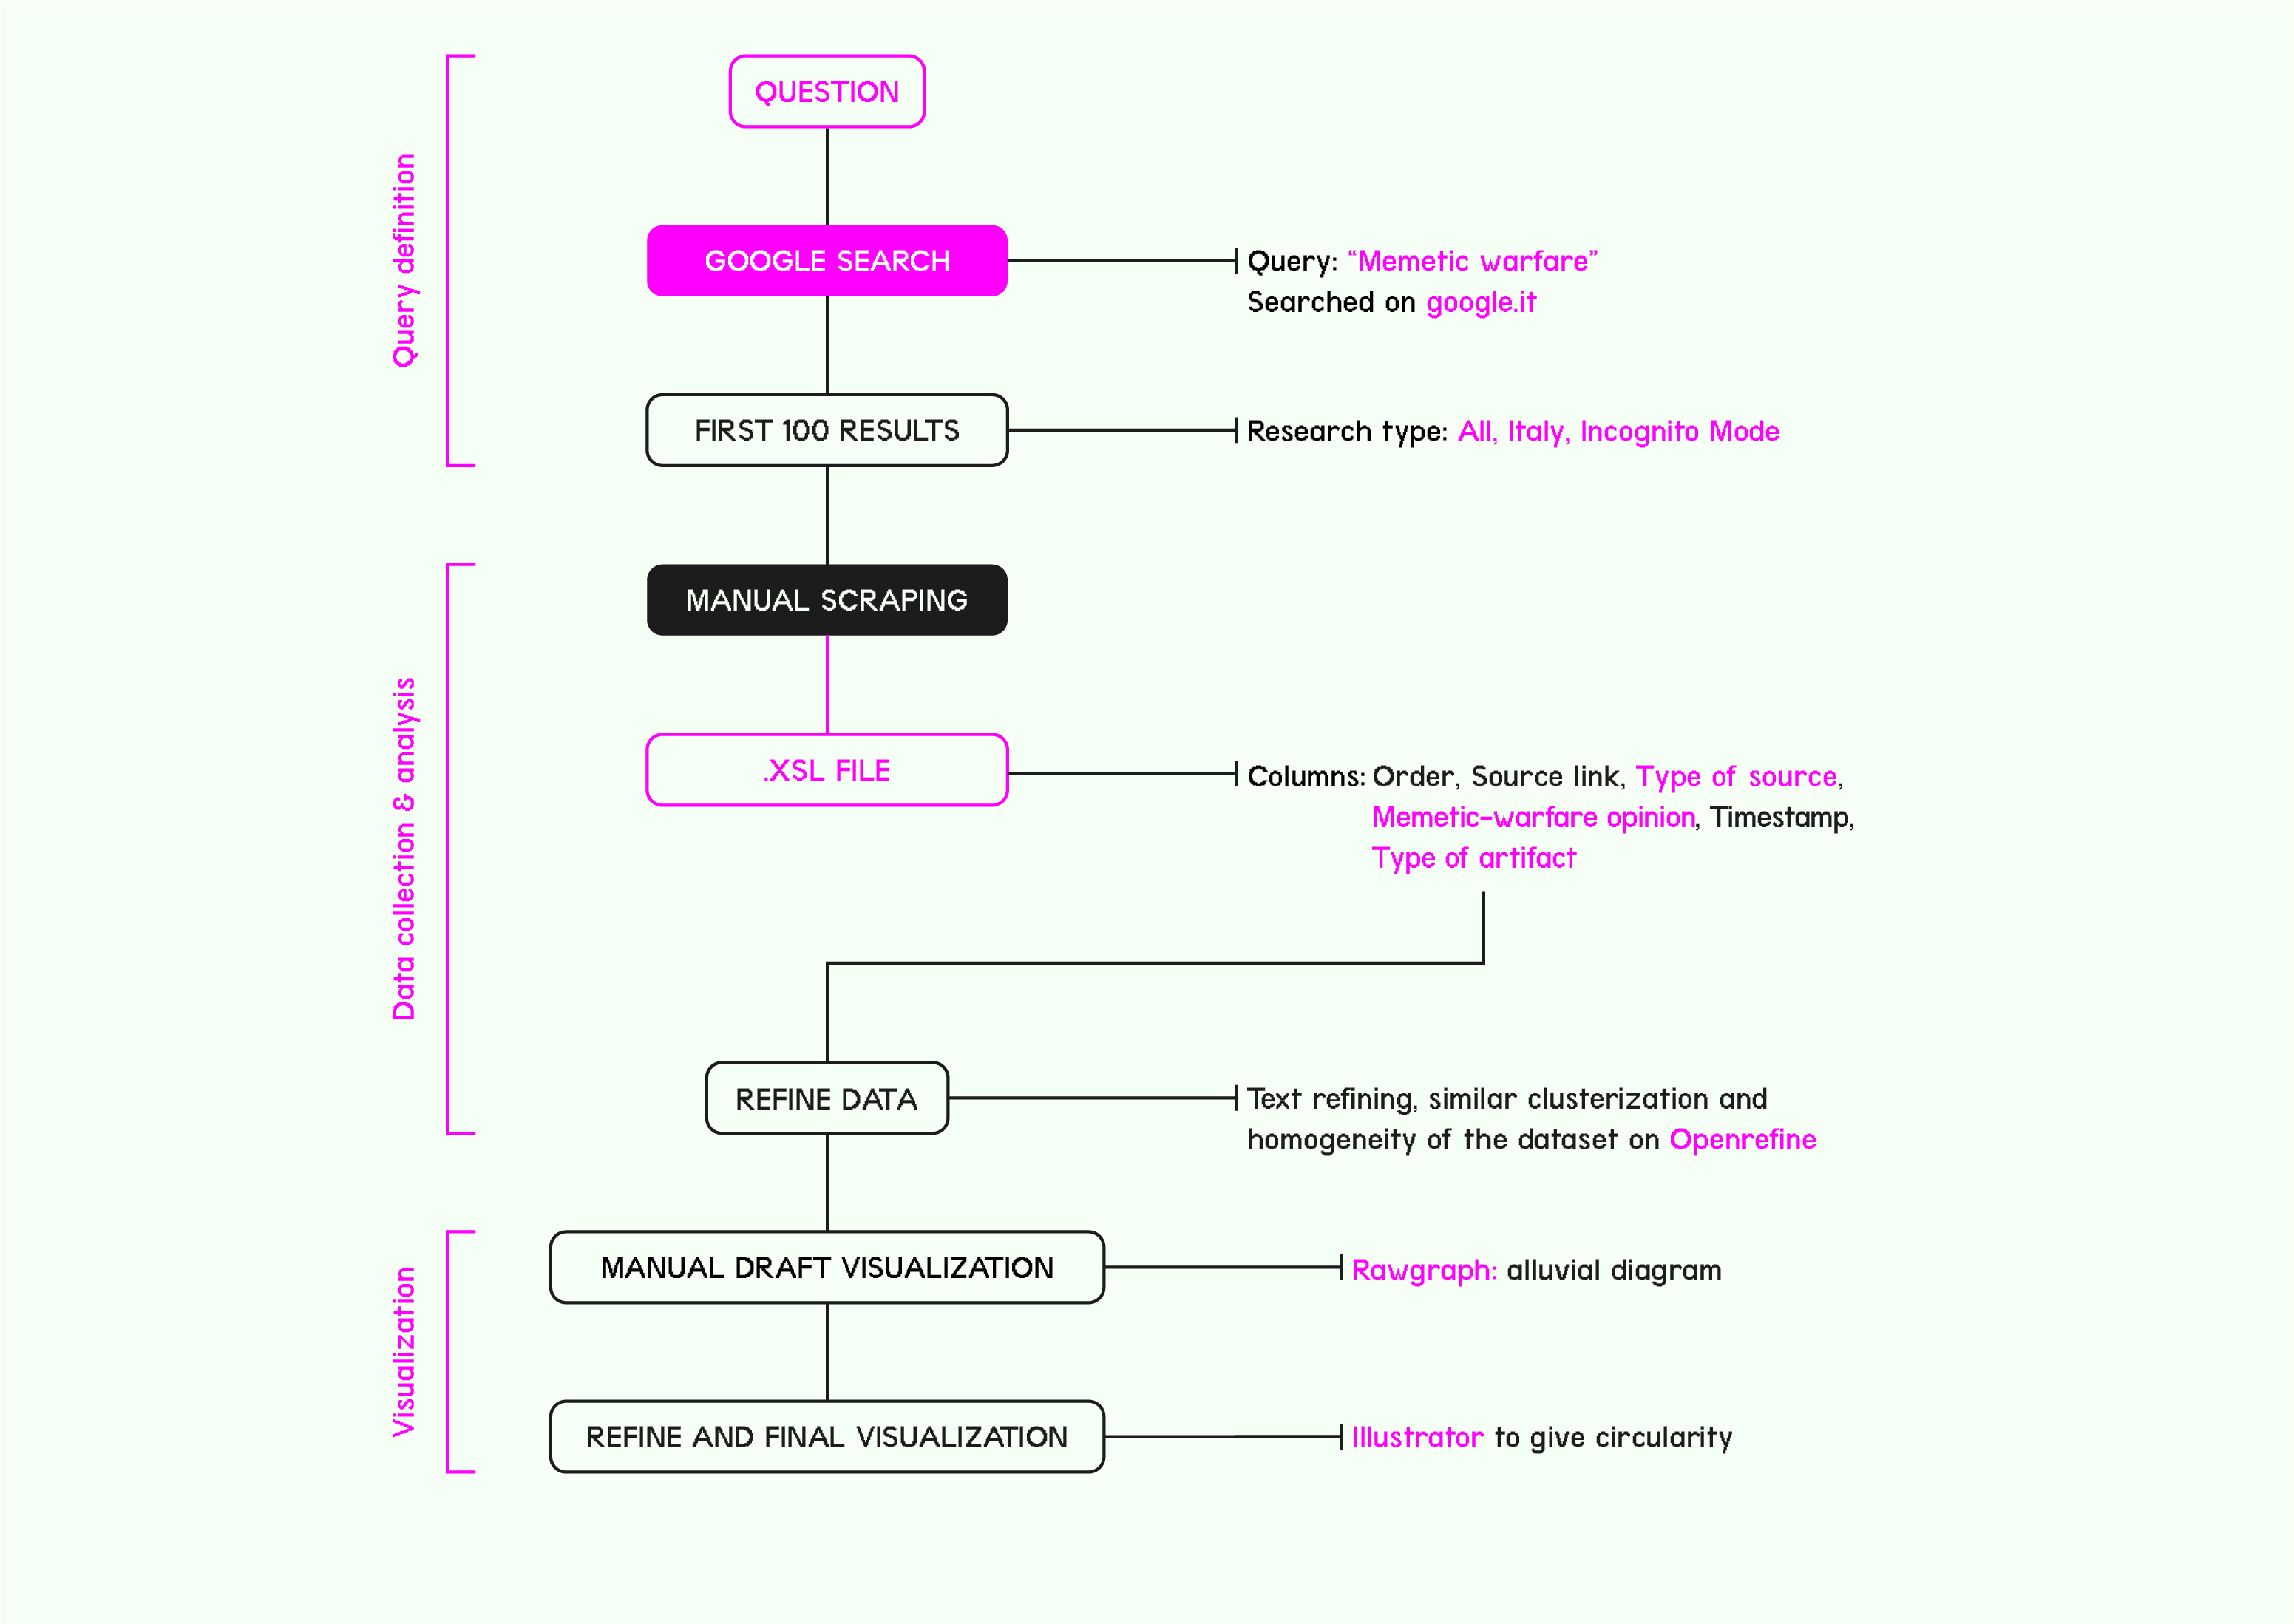 Query definition
QUESTION
GOOGLE SEARCH
Query: “Memetic warfare”
Searched on google.it
FIRST 100 RESULTS
Research type: All, Italy, Incognito Mode
Data collection & analysis
MANUAL SCRAPING
.XSL FILE
Columns: Order, Source link, Type of source,
Memetic-warfare opinion, Timestamp,
Type of artifact
REFINE DATA
Text refining, similar clusterization and
homogeneity of the dataset on Openrefine
Visualization
MANUAL DRAFT VISUALIZATION
Rawgraph: alluvial diagram
REFINE AND FINAL VISUALIZATION
Illustrator to give circularity